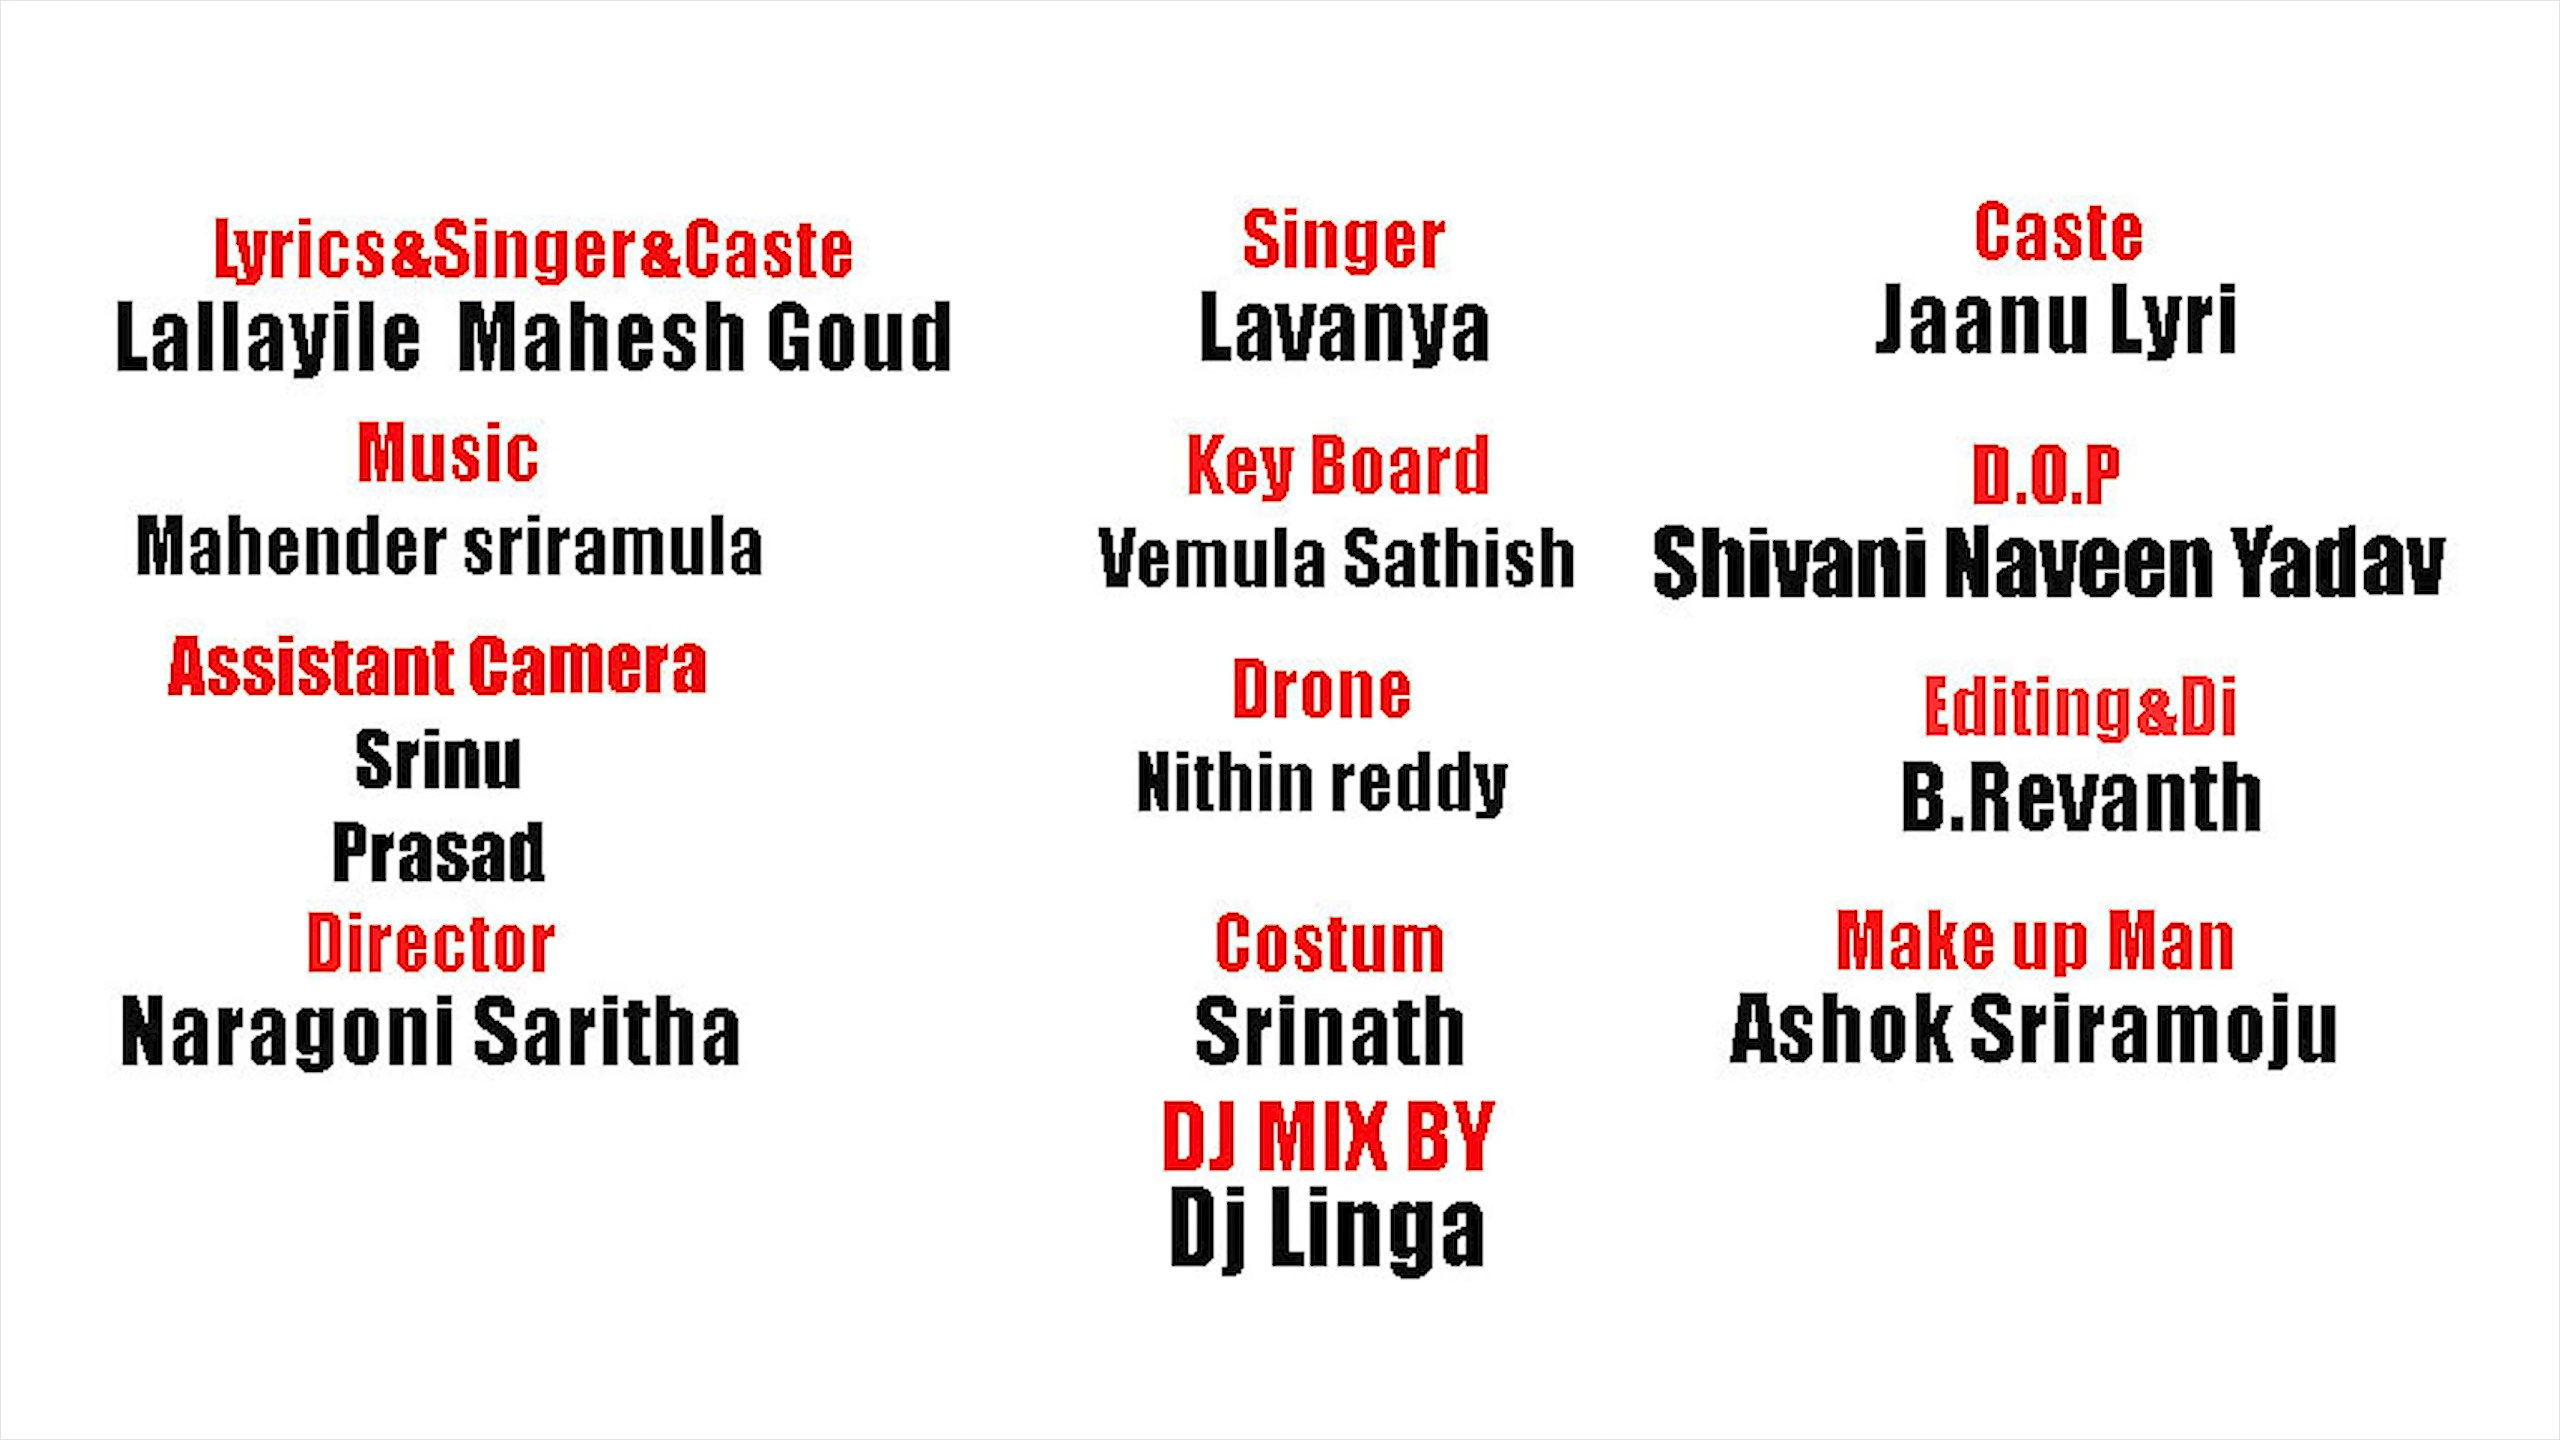 Lyrics&Singer&Caste
Lallayile Mahesh Goud
Music
Mahender sriramula
Assistant Camera
Srinu
Prasad
Director
Naragoni Saritha
Singer
Lavanya
Key Board
Vemula Sathish
Drone
Nithin reddy
Costum
Srinath
DJ MIX BY
Dj Linga
Caste
Jaanu Lyri
D.O.P
Shivani Naveen Yadav
Editing&Di
B.Revanth
Make up Man
Ashok Sriramoju